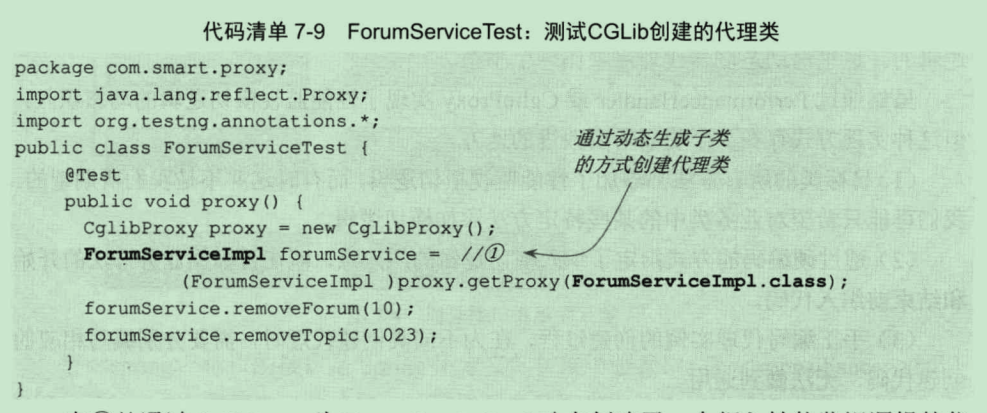 代码清单 7-9 ForumServiceTest：测试CGLib创建的代理类
package com.smart.proxy;
import java.lang.reflect.Proxy;
import org.testng.annotations.*;
public class ForumServiceTest {
通过动态生成子类
的方式创建代理类
@Test
public void proxy() {
CglibProxy proxy = new CglibProxy();
ForumServiceImpl forumService = //①
(ForumServiceImpl )proxy.getProxy(ForumServiceImpl.class);
forumService.removeForum(10);
forumService.removeTopic(1023);
}
}